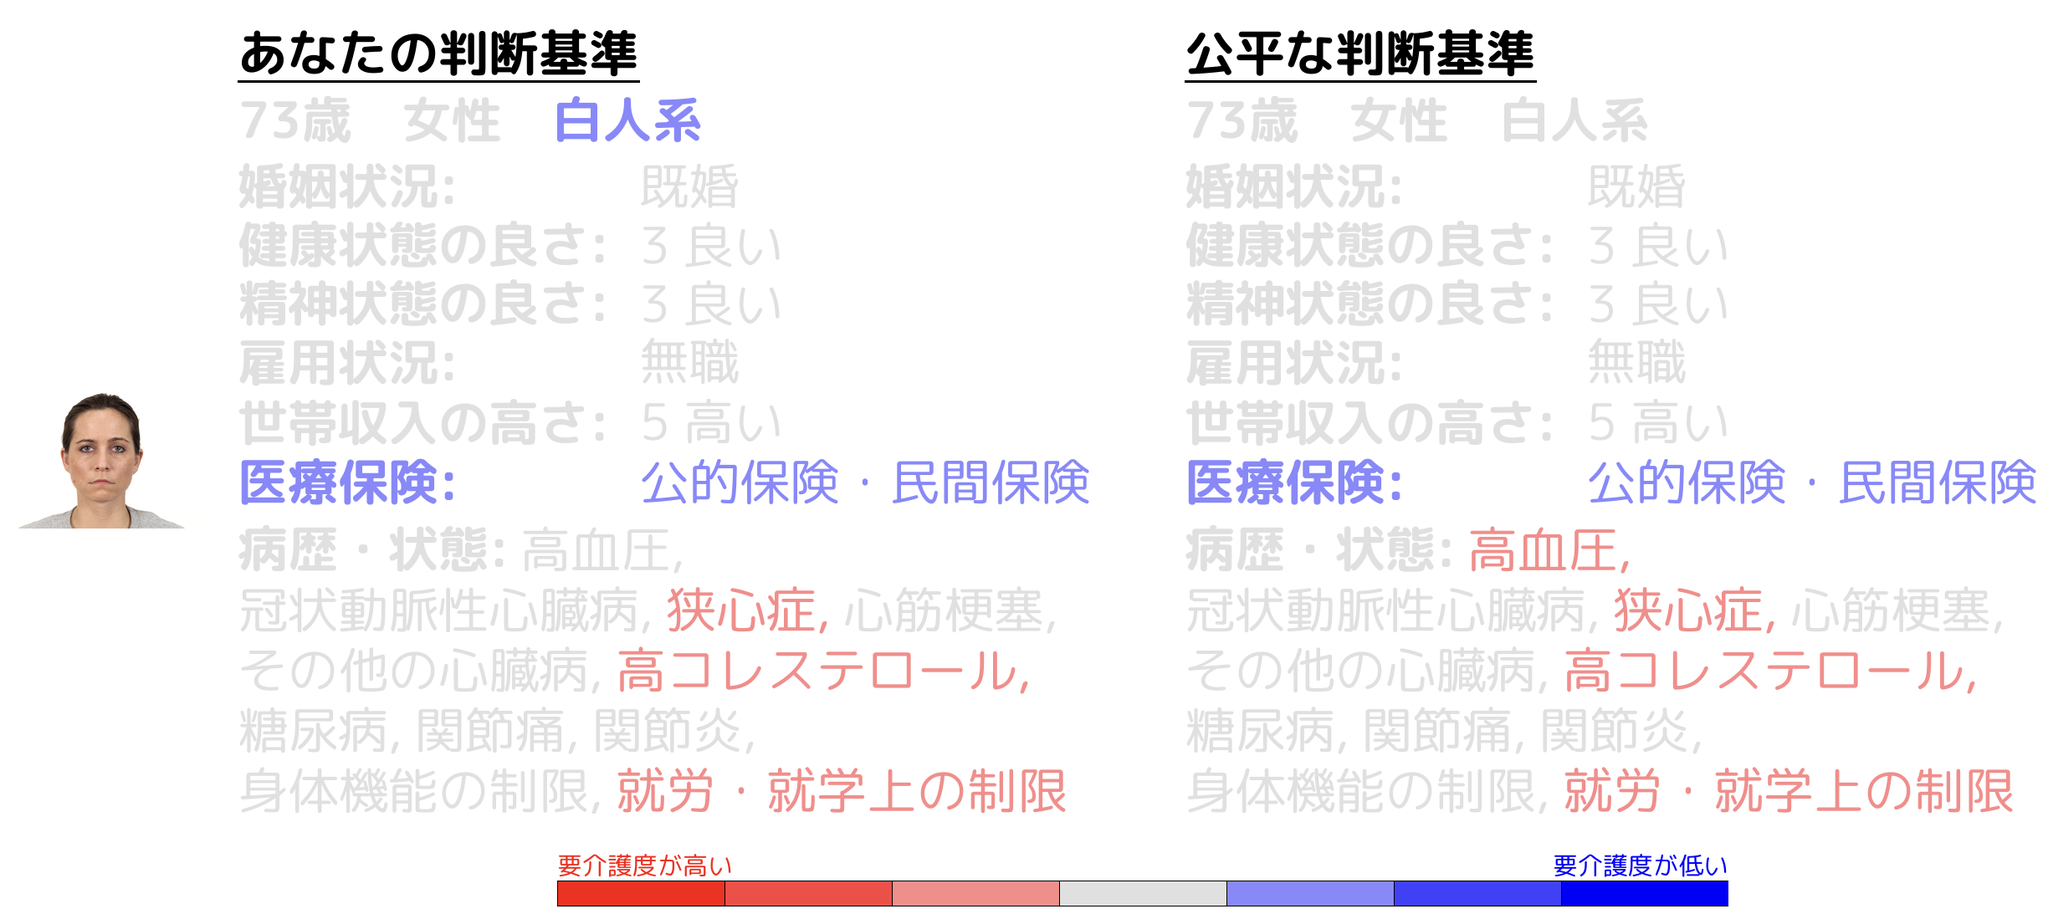 あなたの判断基準
73歳 女性 白人系
婚姻状況: 既婚
健康状態の良さ: 3 良い
精神状態の良さ: 3 良い
雇用状況: 無職
世帯収入の高さ: 5 高い
医療保険: 公的保険・民間保険
病歴・状態: 高血圧,
冠状動脈性心臓病, 狭心症, 心筋梗塞,
その他の心臓病, 高コレステロール,
糖尿病, 関節痛, 関節炎,
身体機能の制限, 就労・就学上の制限
公平な判断基準
73歳 女性 白人系
婚姻状況: 既婚
健康状態の良さ: 3 良い
精神状態の良さ: 3 良い
雇用状況: 無職
世帯収入の高さ: 5 高い
医療保険: 公的保険・民間保険
病歴・状態: 高血圧,
冠状動脈性心臓病, 狭心症, 心筋梗塞,
その他の心臓病, 高コレステロール,
糖尿病, 関節痛, 関節炎,
身体機能の制限, 就労・就学上の制限
要介護度が高い
要介護度が低い